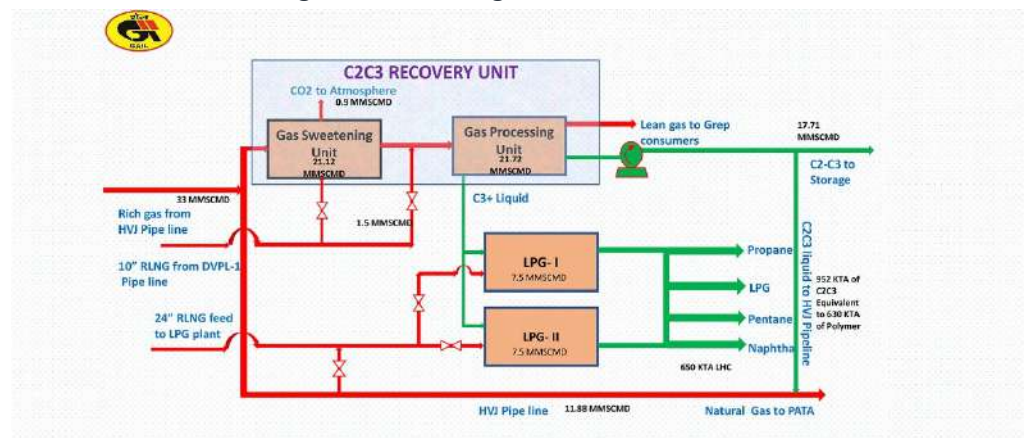 गेल
GAIL
C2C3 RECOVERY UNIT
CO2 to Atmosphere
0.9 MMSCMD
Gas Sweetening
Unit
21.12
MMSCMD
Gas Processing
Unit
21.72
MMSCMD
Lean gas to Grep
consumers
17.71
MMSCMD
C2-C3 to
Storage
33 MMSCMD
Rich gas from
HVJ Pipe line
1.5 MMSCMD
C3+ Liquid
10” RLNG from DVPL-1
Pipe line
LPG- I
7.5 MMSCMD
Propane
LPG
Pentane
Naphtha
C2C3 liquid to HVJ Pipeline
952 KTA of
C2C3
Equivalent
to 630 KTA
of Polymer
24” RLNG feed
to LPG plant
LPG- II
7.5 MMSCMD
650 KTA LHC
HVJ Pipe line
11.88 MMSCMD
Natural Gas to PATA